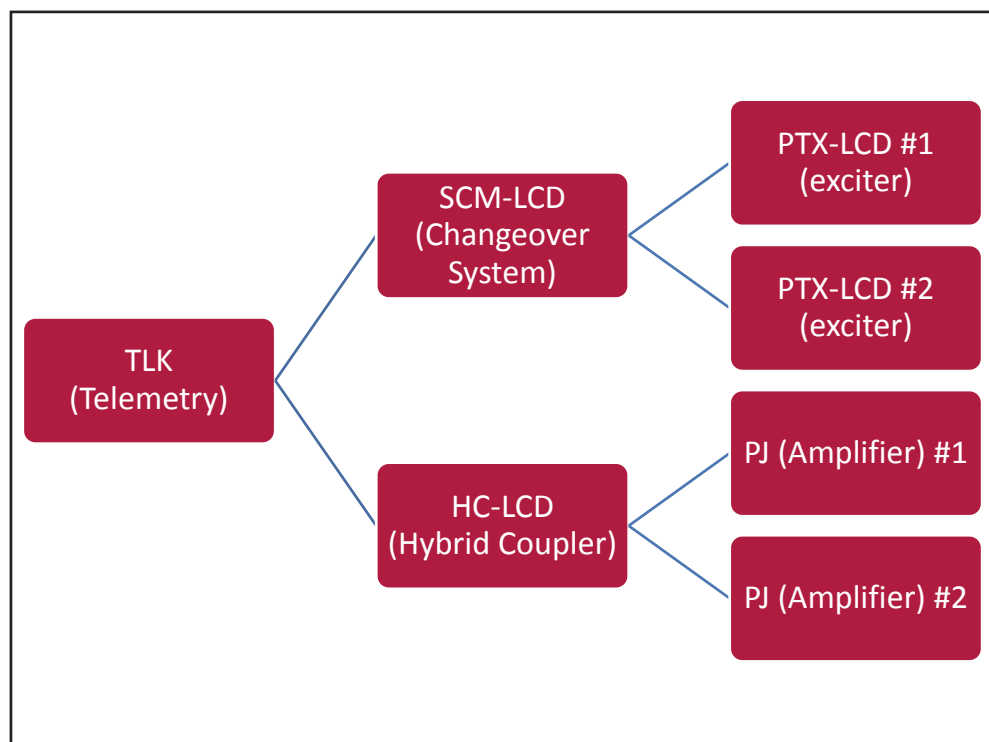 TLK
(Telemetry)
SCM-LCD
(Changeover
System)
PTX-LCD #1
(exciter)
PTX-LCD #2
(exciter)
HC-LCD
(Hybrid Coupler)
PJ (Amplifier) #1
PJ (Amplifier) #2